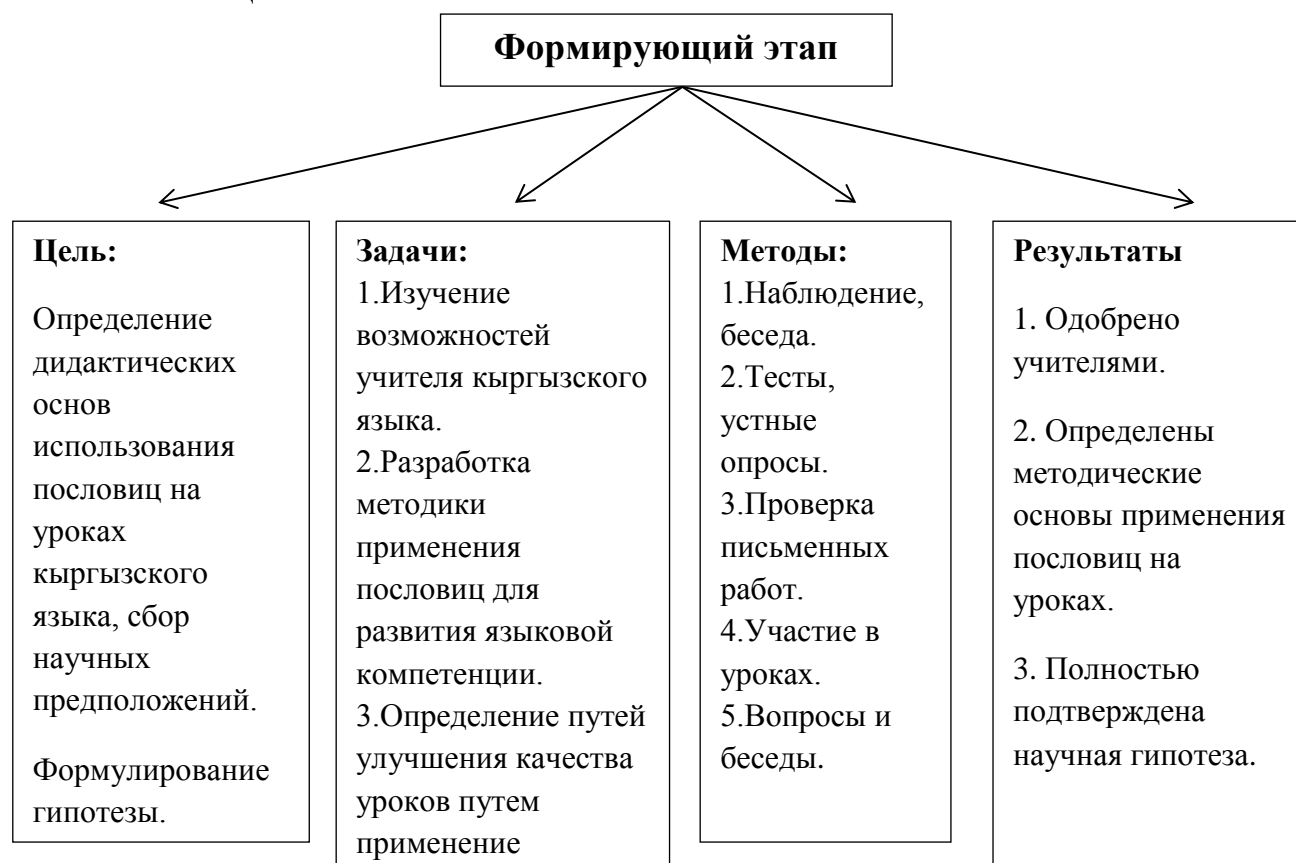 Формирующий этап
Цель:
Определение
дидактических
основ
использования
пословиц на
уроках
кыргызского
языка, сбор
научных
предположений.
Формулирование
гипотезы.
Задачи:
1.Изучение
возможностей
учителя кыргызского
языка.
2.Разработка
методики
применения
пословиц для
развития языковой
компетенции.
3.Определение путей
улучшения качества
уроков путем
применение
Методы:
1.Наблюдение,
беседа.
2.Тесты,
устные
опросы.
3.Проверка
письменных
работ.
4.Участие в
уроках.
5.Вопросы и
беседы.
Результаты
1. Одобрено
учителями.
2. Определены
методические
основы применения
пословиц на
уроках.
3. Полностью
подтверждена
научная гипотеза.